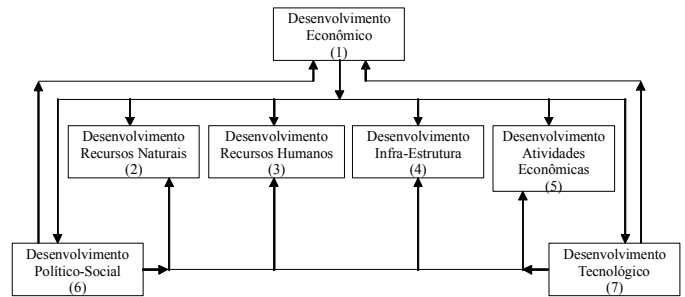 Desenvolvimento
Econômico
(1)
Desenvolvimento
Recursos Naturais
(2)
Desenvolvimento
Recursos Humanos
(3)
Desenvolvimento
Infra-Estrutura
(4)
Desenvolvimento
Atividades
Econômicas
(5)
Desenvolvimento
Político-Social
(6)
Desenvolvimento
Tecnológico
(7)